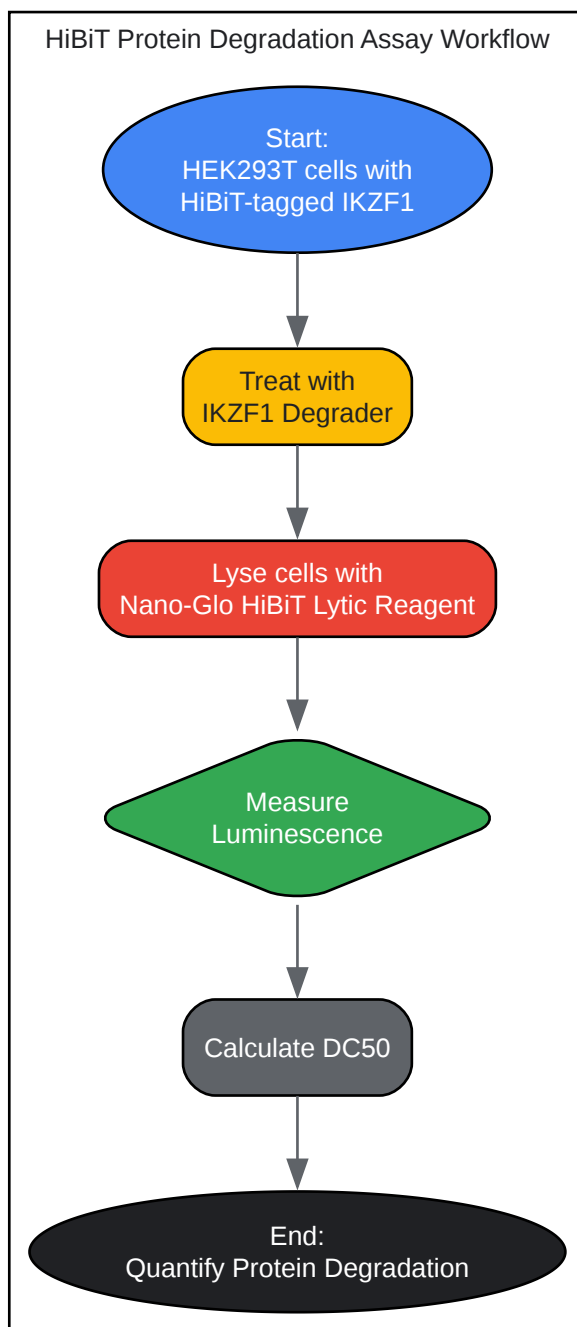 HiBiT Protein Degradation Assay Workflow
Start:
HEK293T cells with
HiBiT-tagged IKZF1
Treat with
IKZF1 Degrader
Lyse cells with
Nano-Glo HiBiT Lytic Reagent
Measure
Luminescence
Calculate DC50
End:
Quantify Protein Degradation